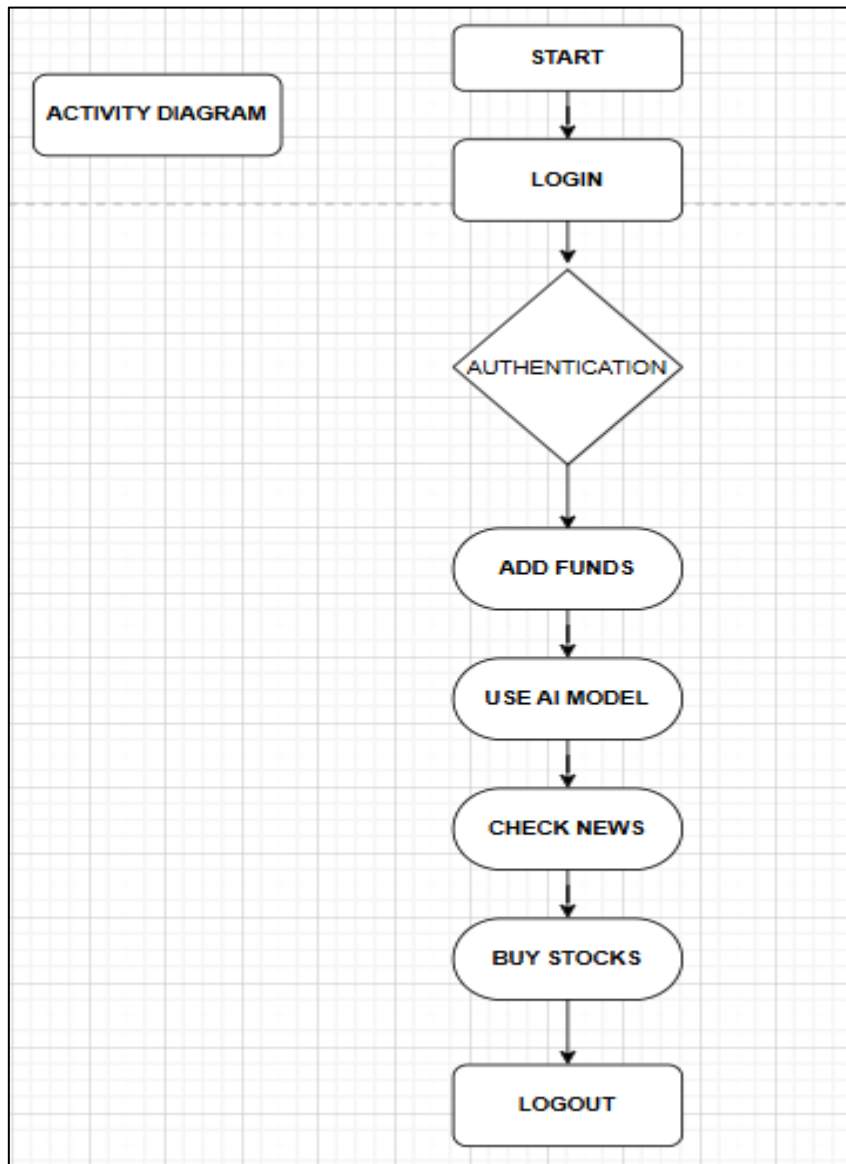 START
ACTIVITY DIAGRAM
LOGIN
AUTHENTICATION
ADD FUNDS
USE AI MODEL
CHECK NEWS
BUY STOCKS
LOGOUT